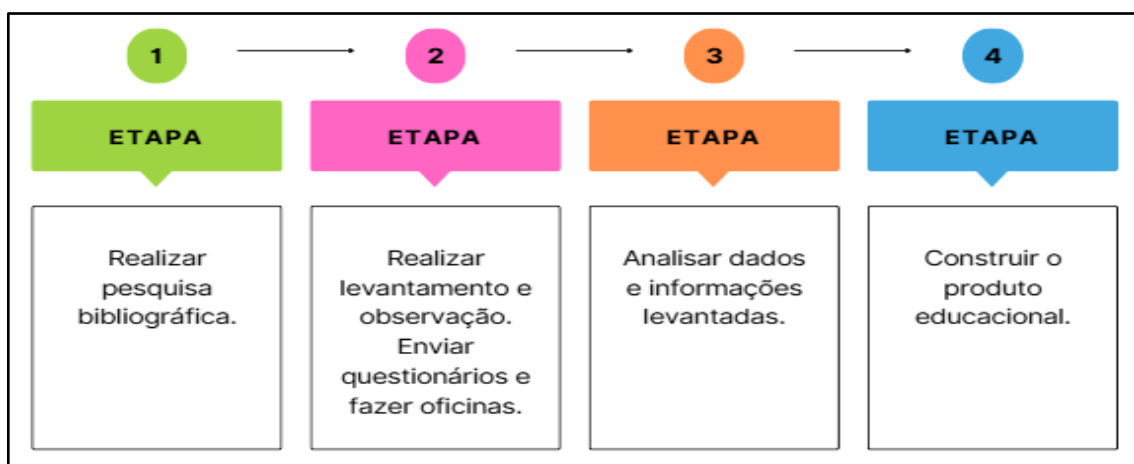 1
2
3
4
ETAPA
ETAPA
ETAPA
ETAPA
Realizar
pesquisa
bibliográfica.
Realizar
levantamento e
observação.
Enviar
questionários e
fazer oficinas.
Analisar dados
e informações
levantadas.
Construir o
produto
educacional.